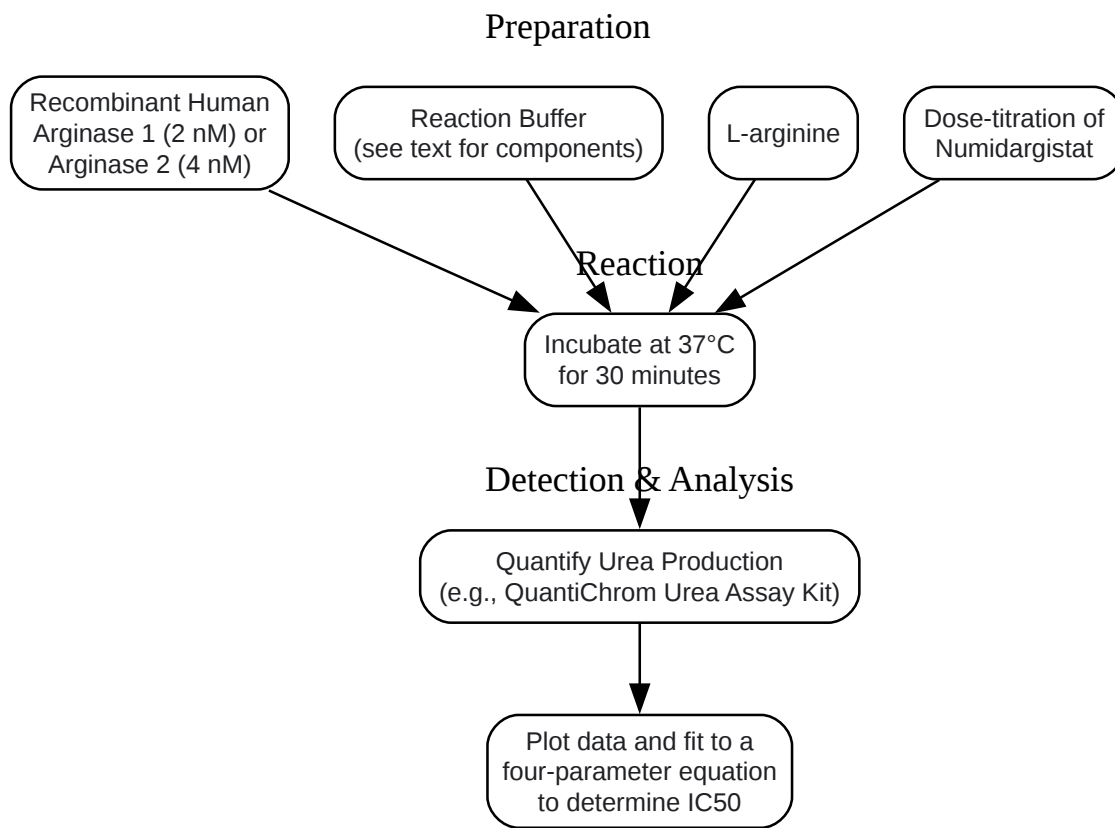 Preparation
Recombinant Human
Arginase 1 (2 nM) or
Arginase 2 (4 nM)
Reaction Buffer
(see text for components)
L-arginine
Dose-titration of
Numidargistat
Reaction
Incubate at 37°C
for 30 minutes
Detection & Analysis
Quantify Urea Production
(e.g., QuantiChrom Urea Assay Kit)
Plot data and fit to a
four-parameter equation
to determine IC50